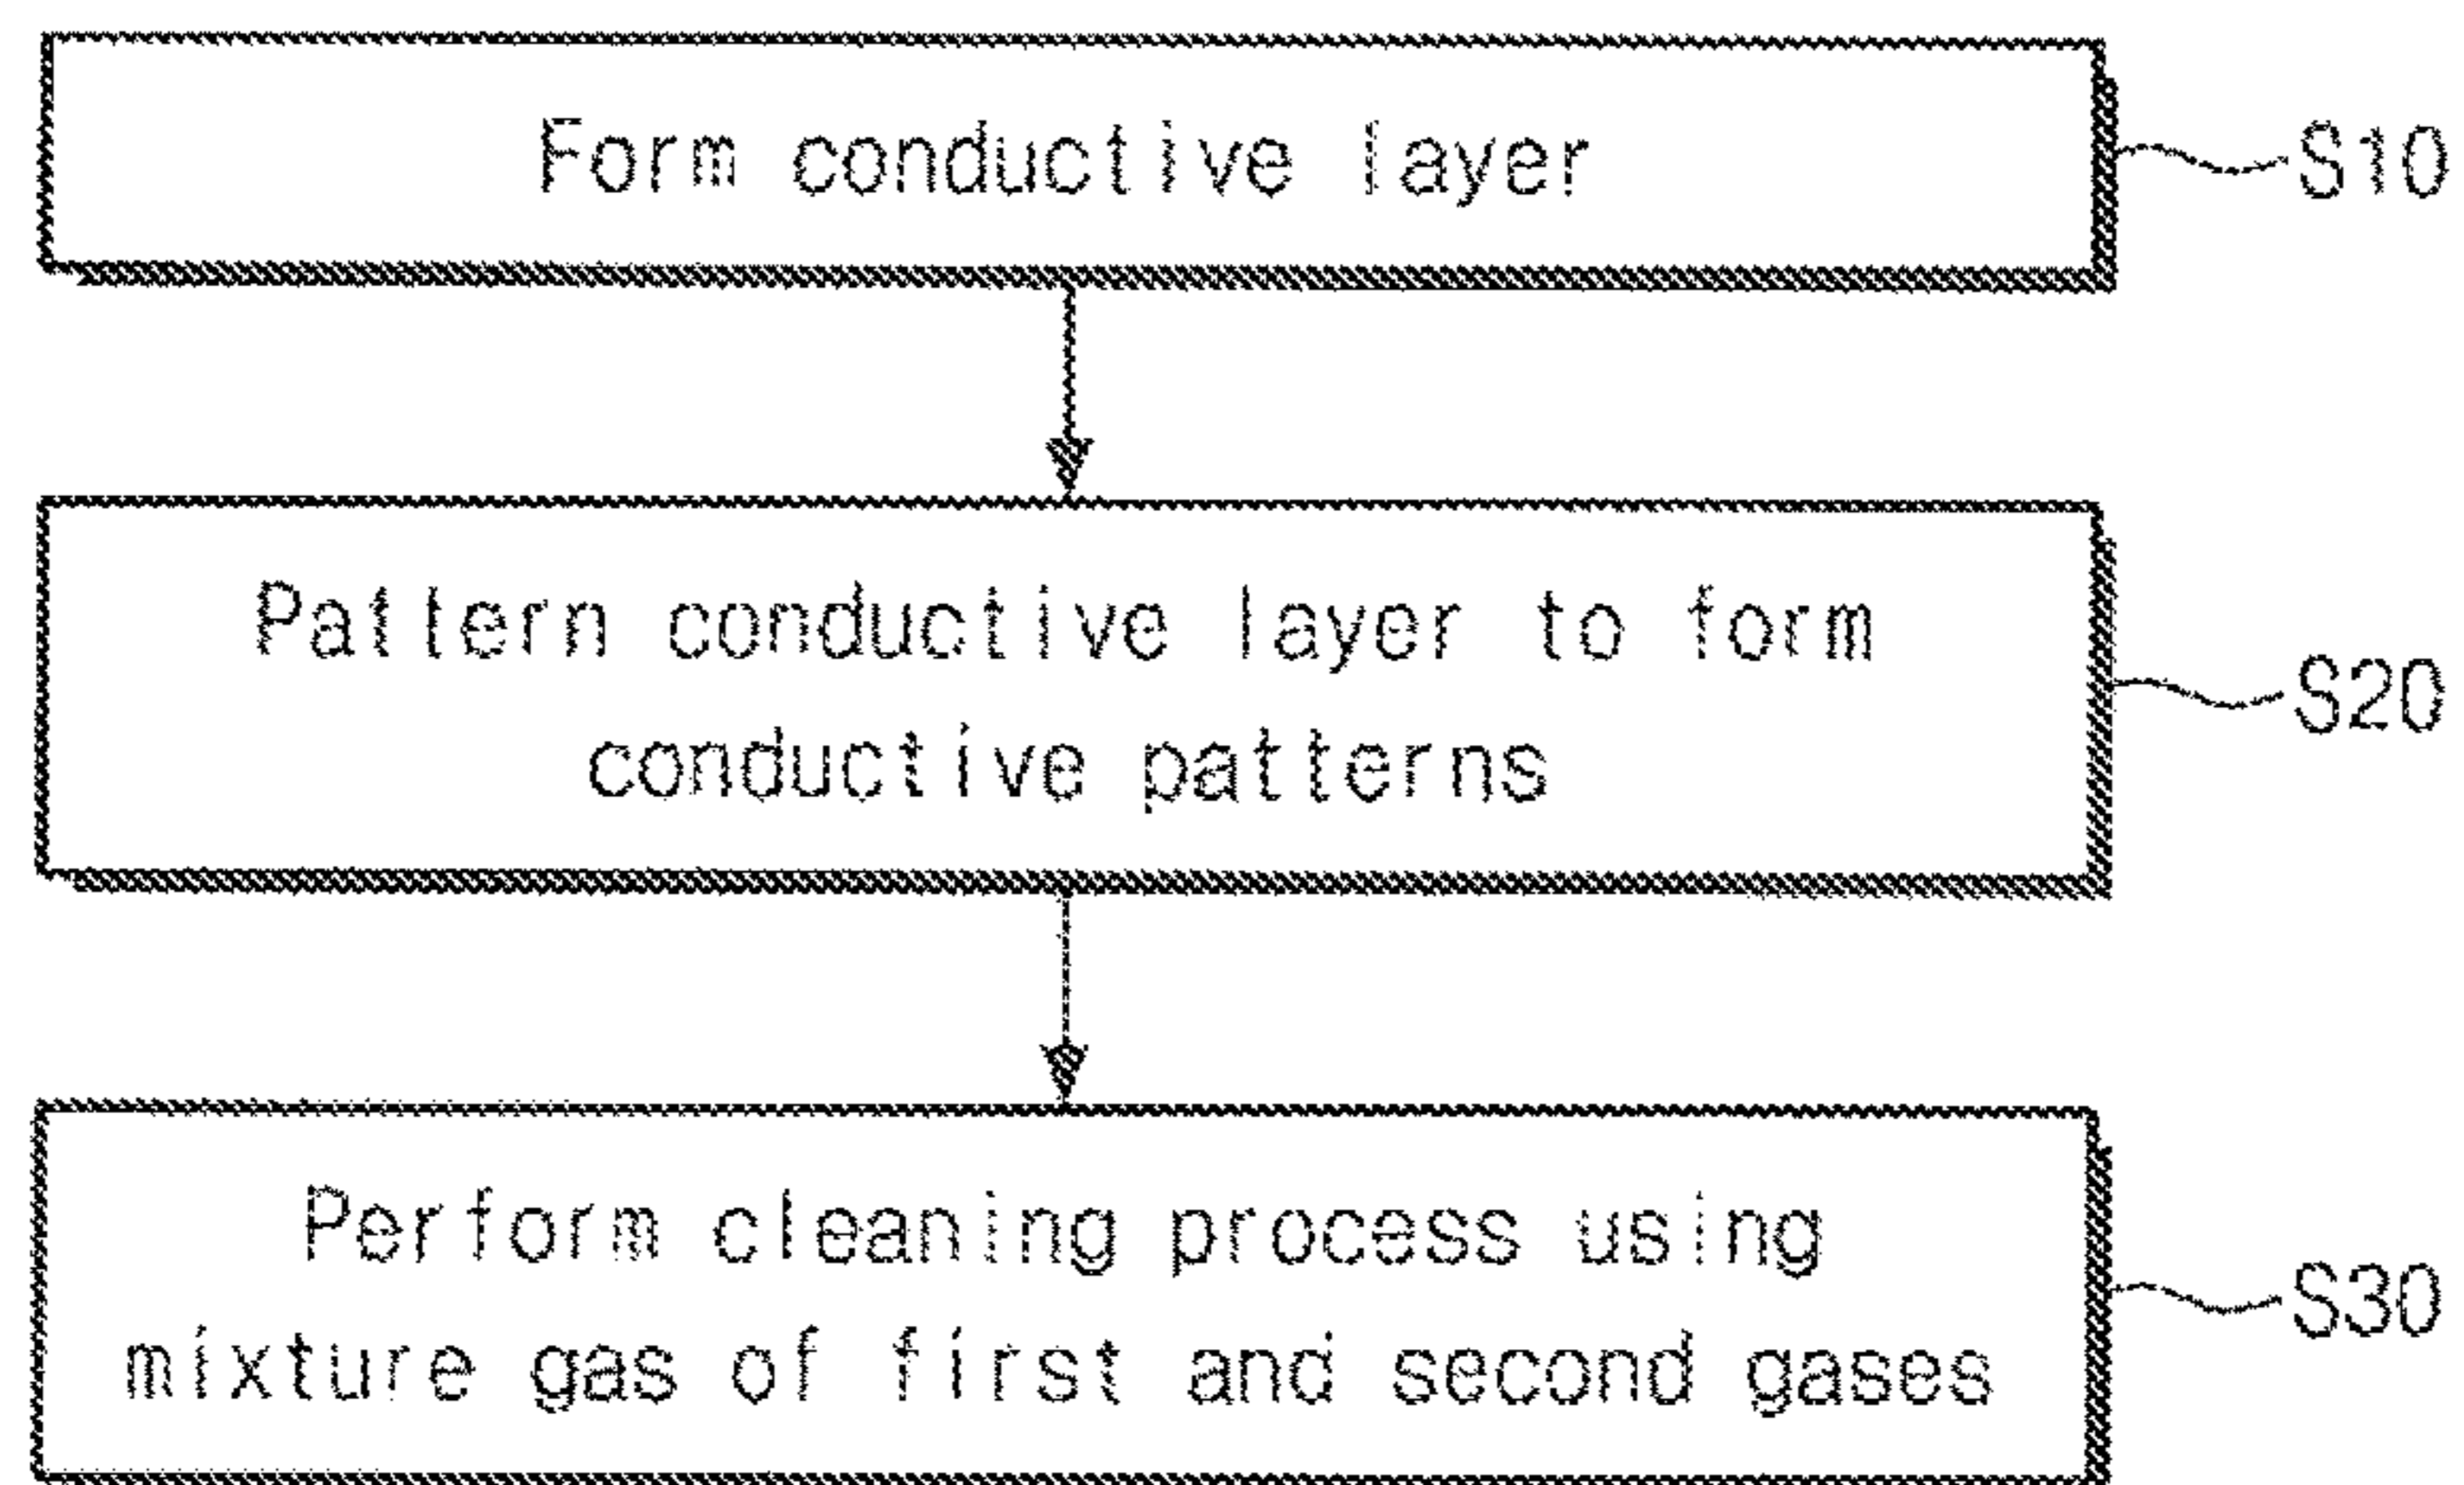 Form conductive layer
S10
Pattern conductive layer to form
conductive patterns
S20
Perform cleaning process using
mixture gas of first and second gases
S30